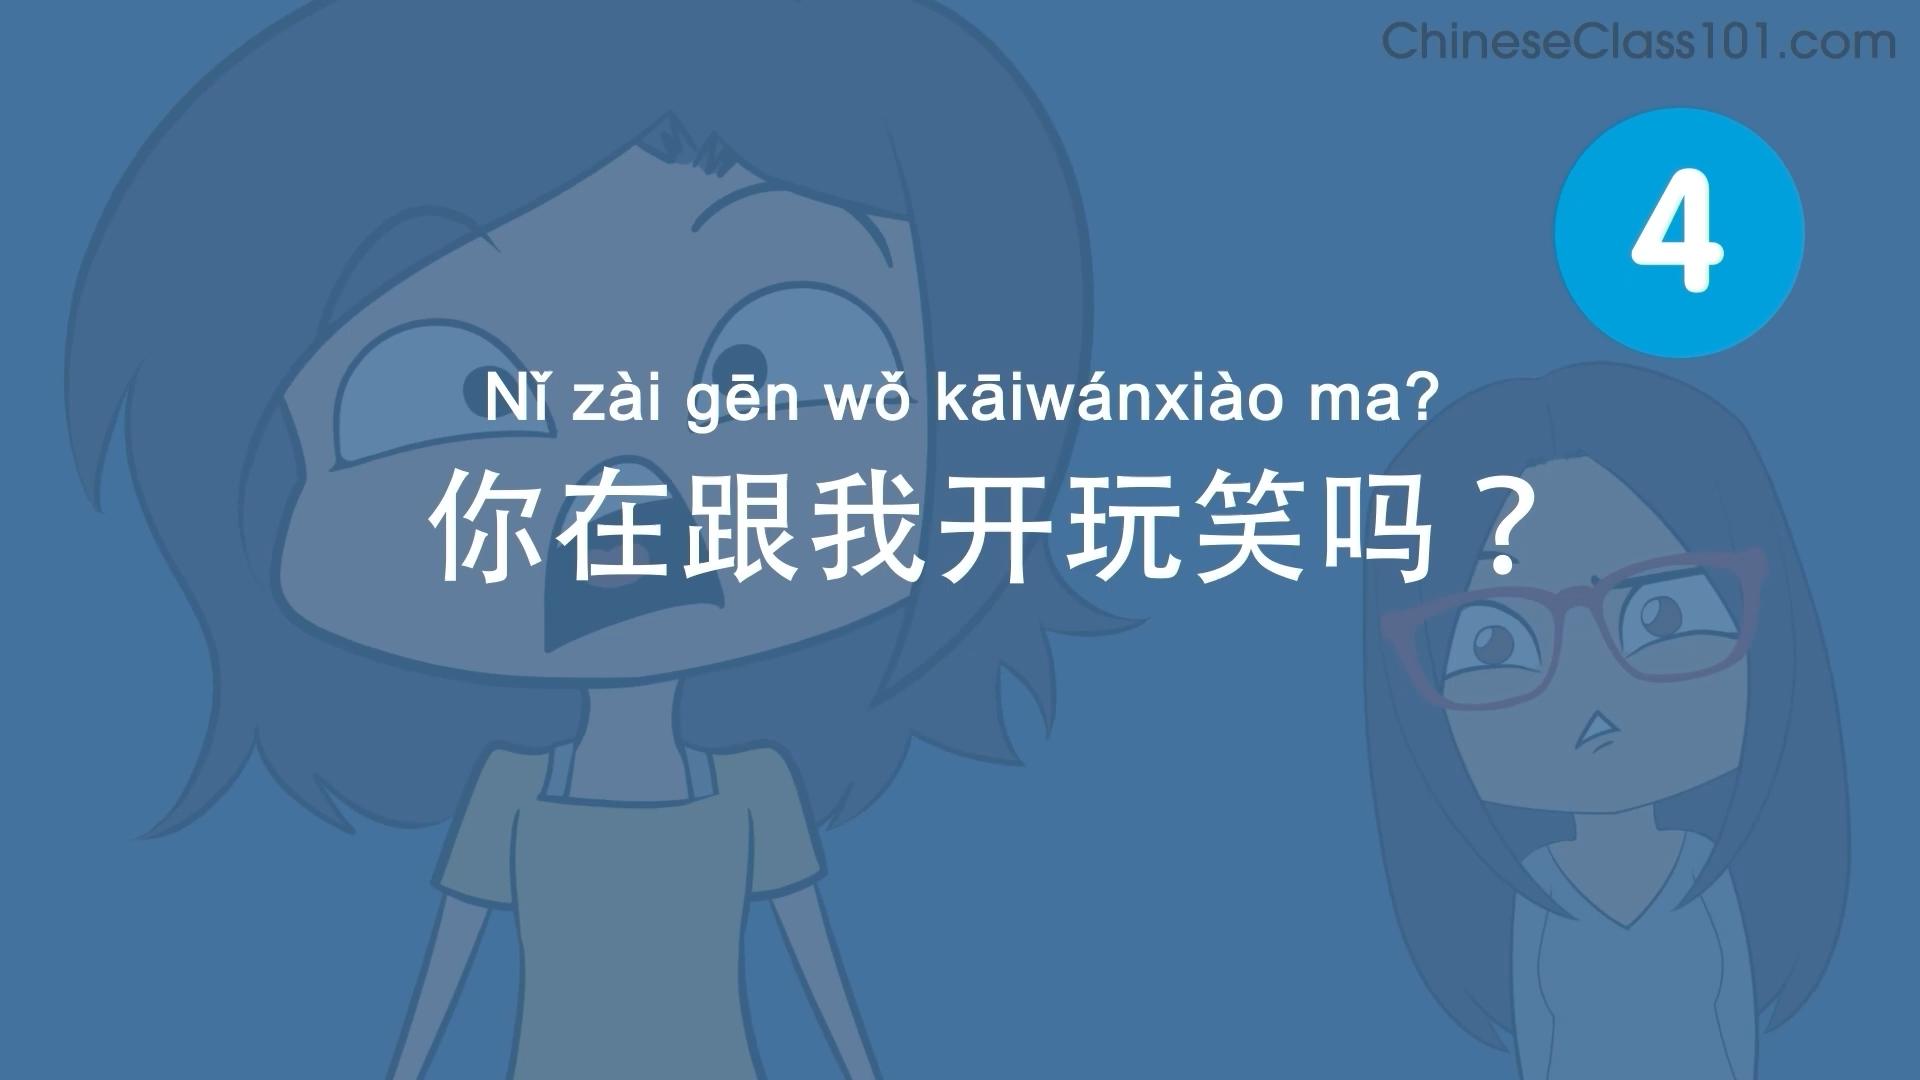 ChineseClass101.com
4
Nǐ zài gēn wǒ kāiwánxiào ma?
你在跟我开玩笑吗？